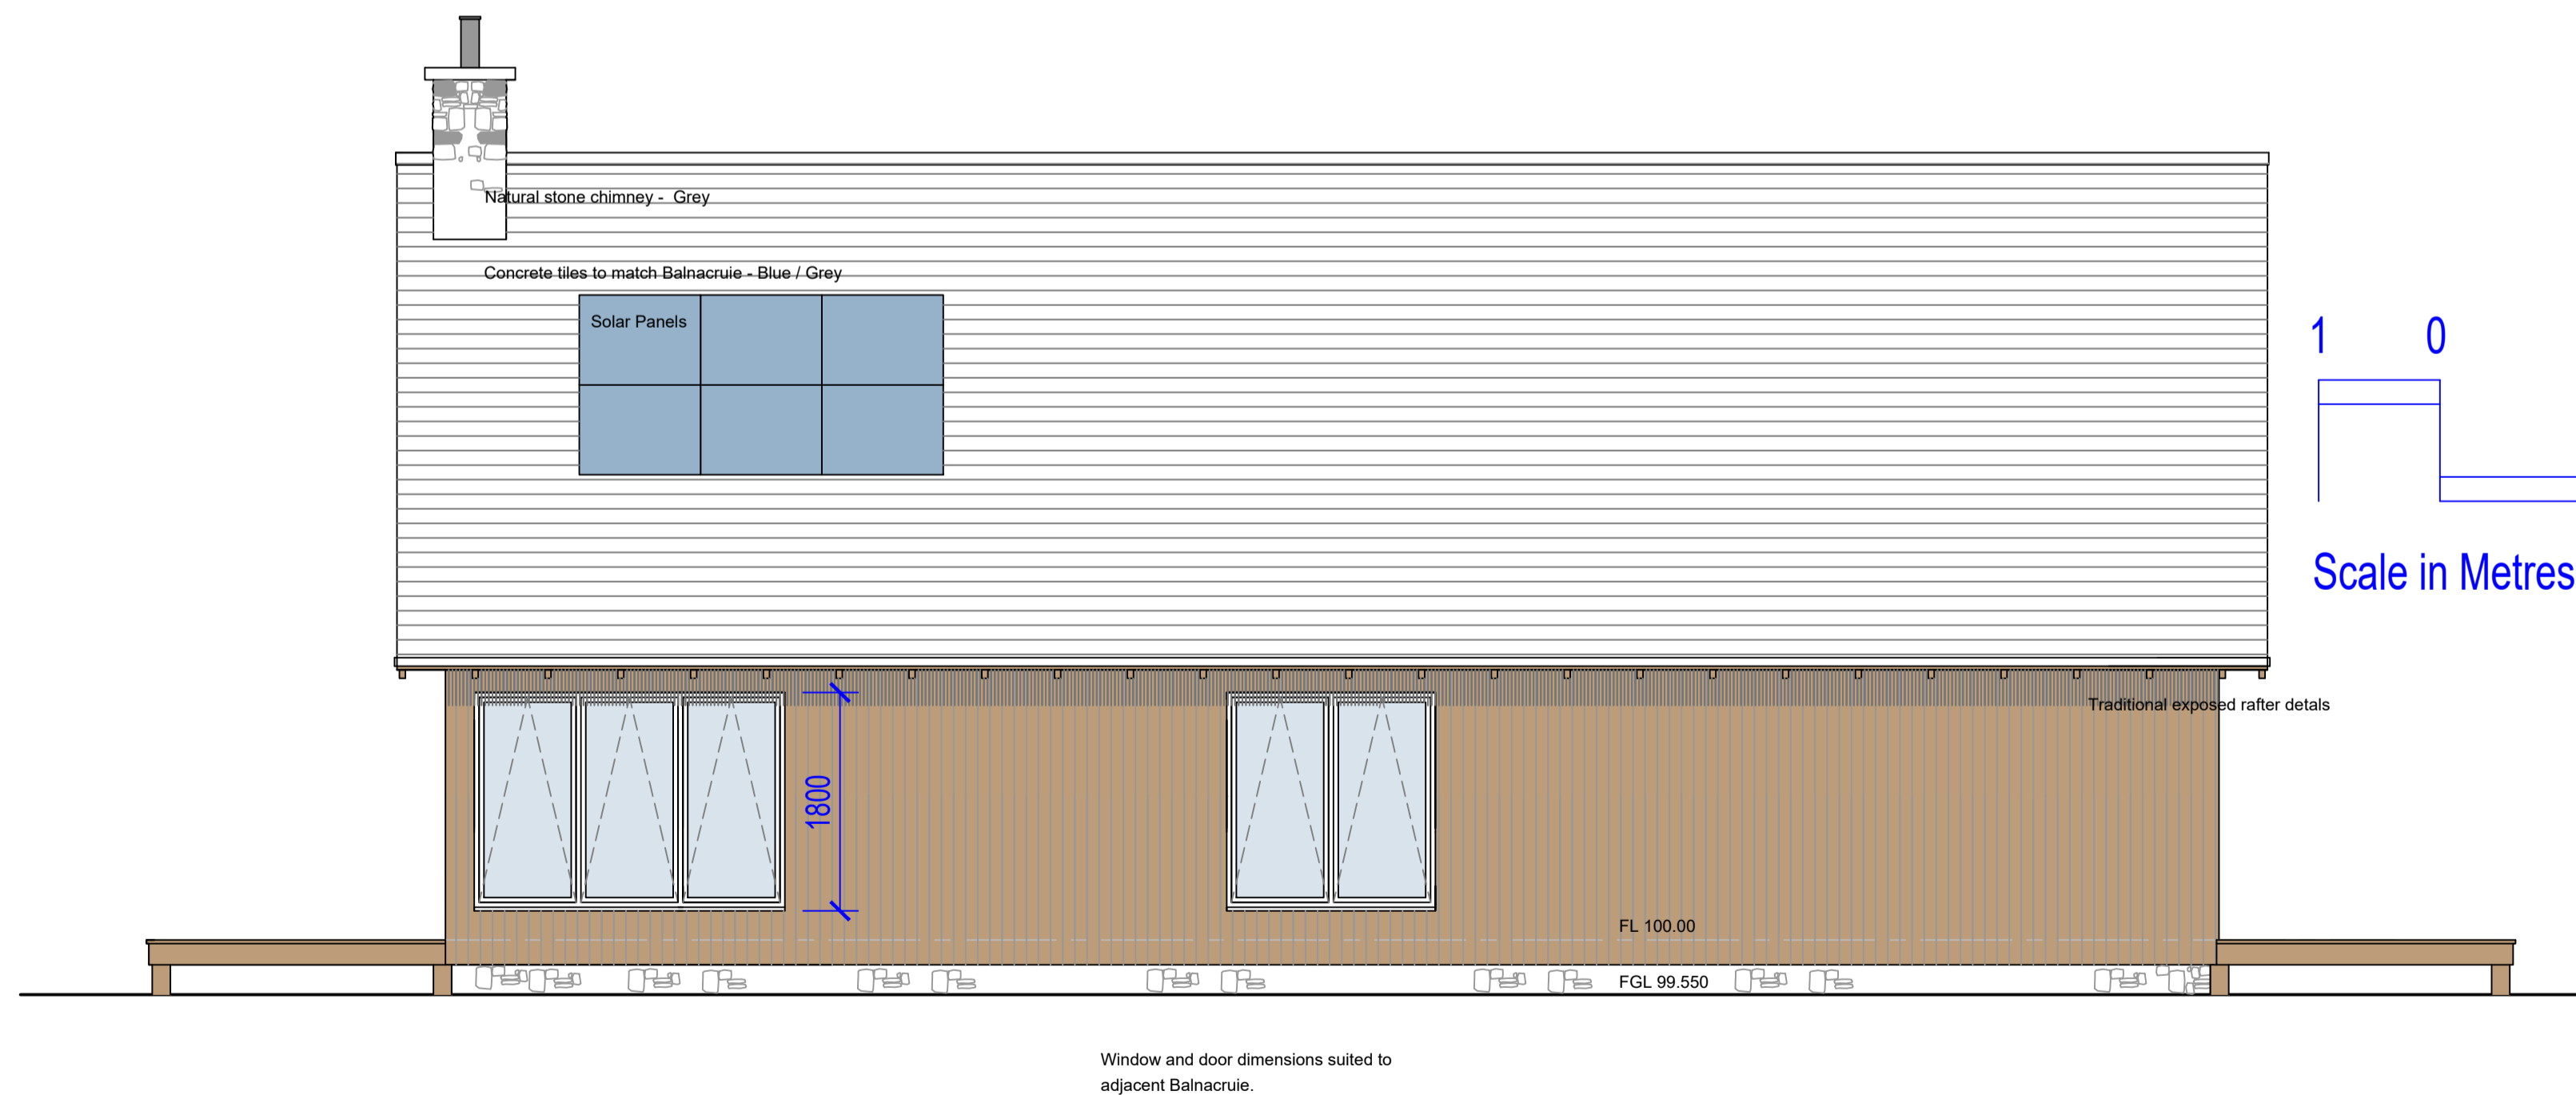 Natural stone chimney - Grey
Concrete tiles to match Balnacruie - Blue / Grey
Solar Panels
1 0
Scale in Metres
Traditional exposed rafter detals
1800
FL 100.00
FGL 99.550
Window and door dimensions suited to
adjacent Balnacruie.